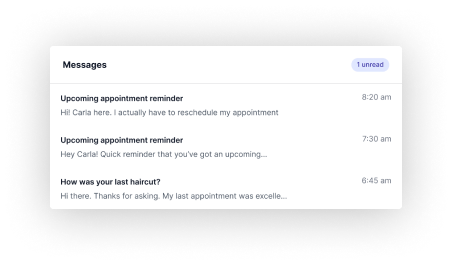 Messages
1 unread
Upcoming appointment reminder
8:20 am
Hi! Carla here. I actually have to reschedule my appointment
Upcoming appointment reminder
7:30 am
Hey Carla! Quick reminder that you've got an upcoming...
How was your last haircut?
6:45 am
Hi there. Thanks for asking. My last appointment was excelle...